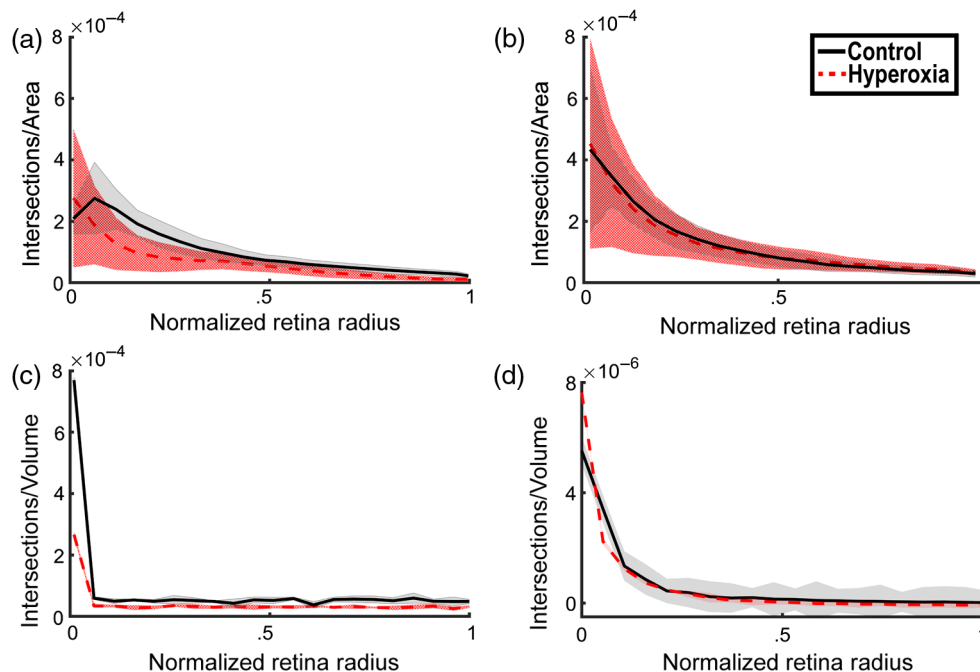 (a)
×10–4
8
6
4
2
0
0 .5 1
Intersections/Area
Normalized retina radius
(b)
8
6
4
2
0
0 .5
Intersections/Area
Normalized retina radius
Control
Hyperoxia
(c)
×10–4
8
6
4
2
0
0 .5 1
Intersections/Volume
Normalized retina radius
(d)
×10–6
8
4
0
0 .5
Intersections/Volume
Normalized retina radius